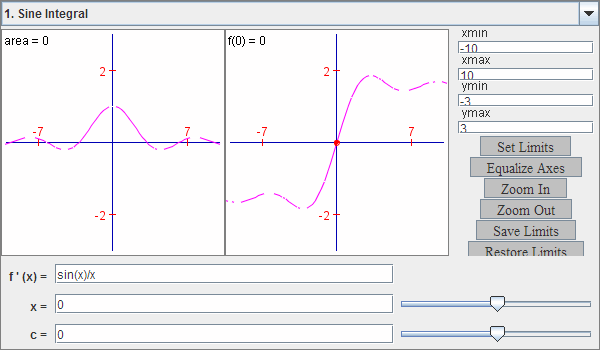 1. Sine Integral
area = 0
2
-7
7
-2
f(0) = 0
2
-7
7
-2
xmin
-10
xmax
10
ymin
-3
ymax
3
Set Limits
Equalize Axes
Zoom In
Zoom Out
Save Limits
Restore Limits
f ' (x) = sin(x)/x
x = 0
c = 0